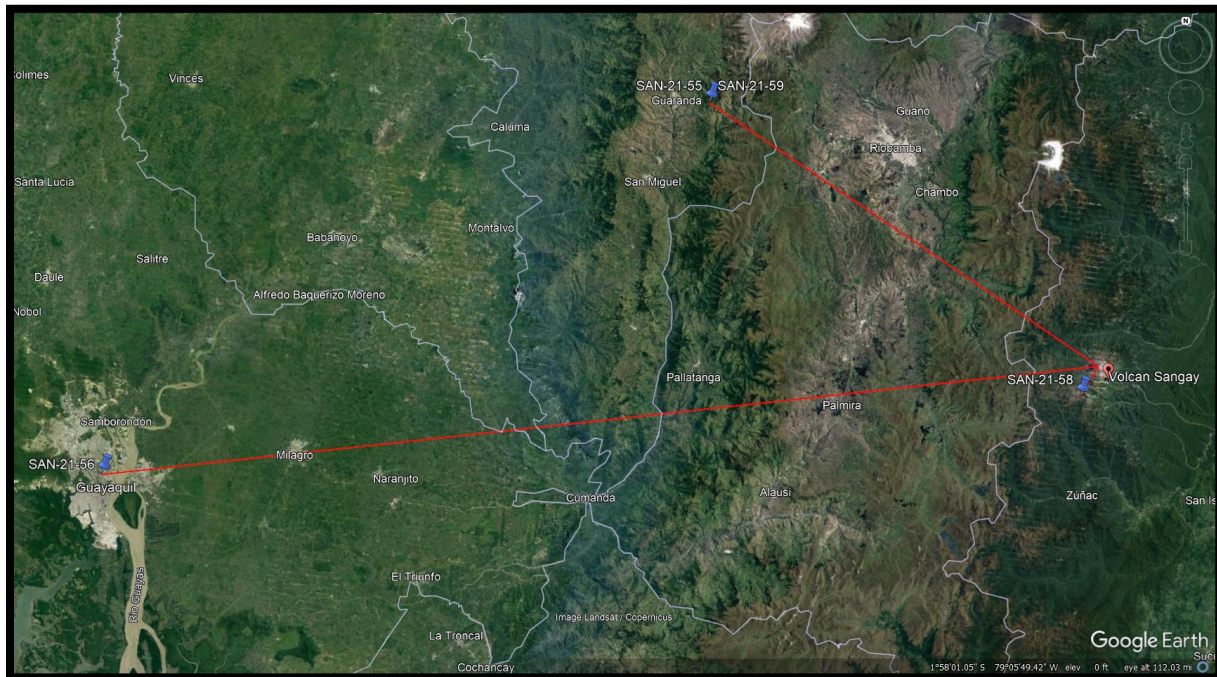 N
Colimes
Vinces
SAN-21-55
SAN-21-59
Guaranda
Guano
Caluma
Riobamba
Santa Lucia
San Miguel
Chambo
Montalvo
Babahoyo
Salitre
Daule
Nobol
Alfredo Baquerizo Moreno
Pallatanga
SAN-21-58
Volcan Sangay
Palmira
Samborondón
SAN-21-56
Milagro
Naranjito
Guayaquil
Cumanda
Alausi
Zúñac
San Is
El Triunfo
Rio Guayas
Image Landsat / Copernicus
La Troncal
Google Earth
Cochancay
Sucu
1°58'01.05" S 79°05'49.42" W elev 0 ft eye alt 112.03 mi